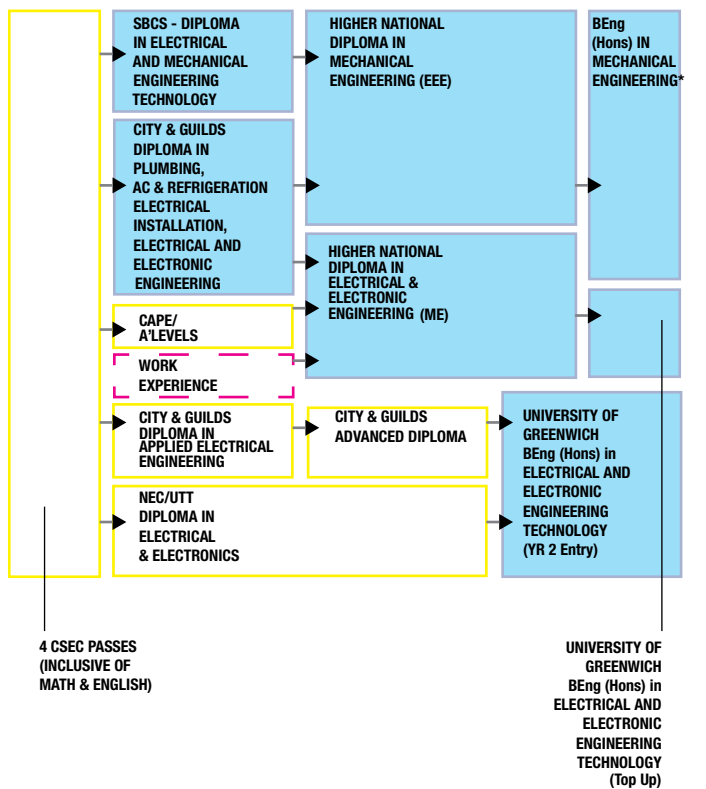 SBCS - DIPLOMA
IN ELECTRICAL
AND MECHANICAL
ENGINEERING
TECHNOLOGY
HIGHER NATIONAL
DIPLOMA IN
MECHANICAL
ENGINEERING (EEE)
BEng
(Hons) IN
MECHANICAL
ENGINEERING*
CITY & GUILDS
DIPLOMA IN
PLUMBING,
AC & REFRIGERATION
ELECTRICAL
INSTALLATION,
ELECTRICAL AND
ELECTRONIC
ENGINEERING
HIGHER NATIONAL
DIPLOMA IN
ELECTRICAL &
ELECTRONIC
ENGINEERING (ME)
CAPE/
A'LEVELS
WORK
EXPERIENCE
CITY & GUILDS
DIPLOMA IN
APPLIED ELECTRICAL
ENGINEERING
CITY & GUILDS
ADVANCED DIPLOMA
UNIVERSITY OF
GREENWICH
BEng (Hons) in
ELECTRICAL AND
ELECTRONIC
ENGINEERING
TECHNOLOGY
(YR 2 Entry)
NEC/UTT
DIPLOMA IN
ELECTRICAL
& ELECTRONICS
4 CSEC PASSES
(INCLUSIVE OF
MATH & ENGLISH)
UNIVERSITY OF
GREENWICH
BEng (Hons) in
ELECTRICAL AND
ELECTRONIC
ENGINEERING
TECHNOLOGY
(Top Up)